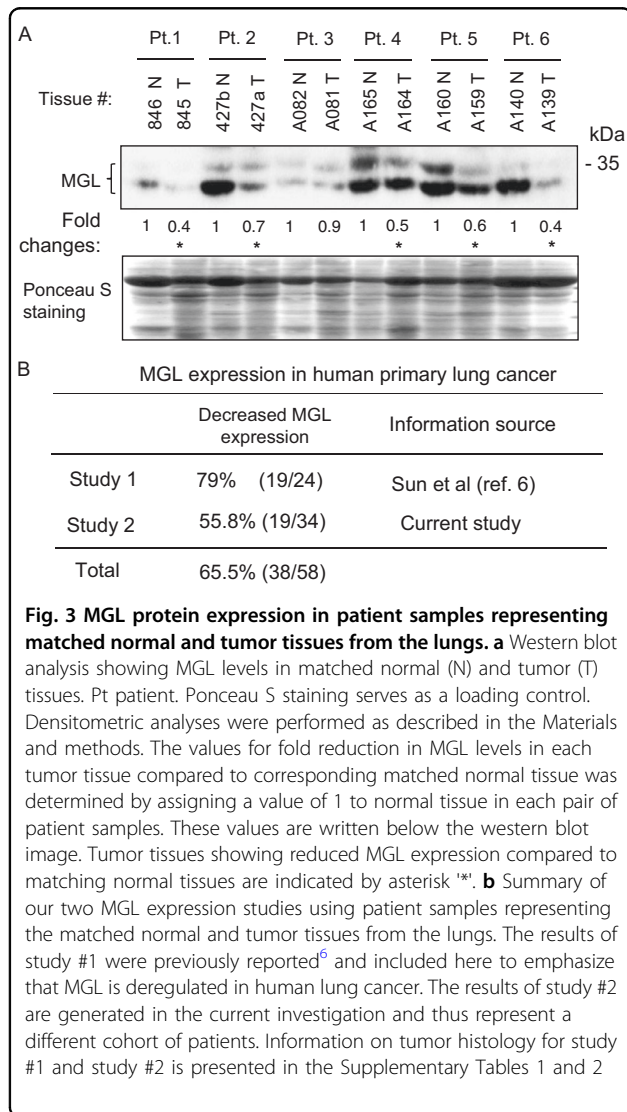 A
Pt.1 Pt. 2 Pt. 3 Pt. 4 Pt. 5 Pt. 6
Tissue #: 846 N 845 T 427b N 427a T A082 N A081 T A165 N A164 T A160 N A159 T A140 N A139 T
kDa
MGL - 35
Fold changes: 1 0.4 1 0.7 1 0.9 1 0.5 1 0.6 1 0.4
* * * * *
Ponceau S
staining
B
MGL expression in human primary lung cancer
Decreased MGL
expression Information source
Study 1 79% (19/24) Sun et al (ref. 6)
Study 2 55.8% (19/34) Current study
Total 65.5% (38/58)
Fig. 3 MGL protein expression in patient samples representing
matched normal and tumor tissues from the lungs. a Western blot
analysis showing MGL levels in matched normal (N) and tumor (T)
tissues. Pt patient. Ponceau S staining serves as a loading control.
Densitometric analyses were performed as described in the Materials
and methods. The values for fold reduction in MGL levels in each
tumor tissue compared to corresponding matched normal tissue was
determined by assigning a value of 1 to normal tissue in each pair of
patient samples. These values are written below the western blot
image. Tumor tissues showing reduced MGL expression compared to
matching normal tissues are indicated by asterisk '*'. b Summary of
our two MGL expression studies using patient samples representing
the matched normal and tumor tissues from the lungs. The results of
study #1 were previously reported6 and included here to emphasize
that MGL is deregulated in human lung cancer. The results of study #2
are generated in the current investigation and thus represent a
different cohort of patients. Information on tumor histology for study
#1 and study #2 is presented in the Supplementary Tables 1 and 2